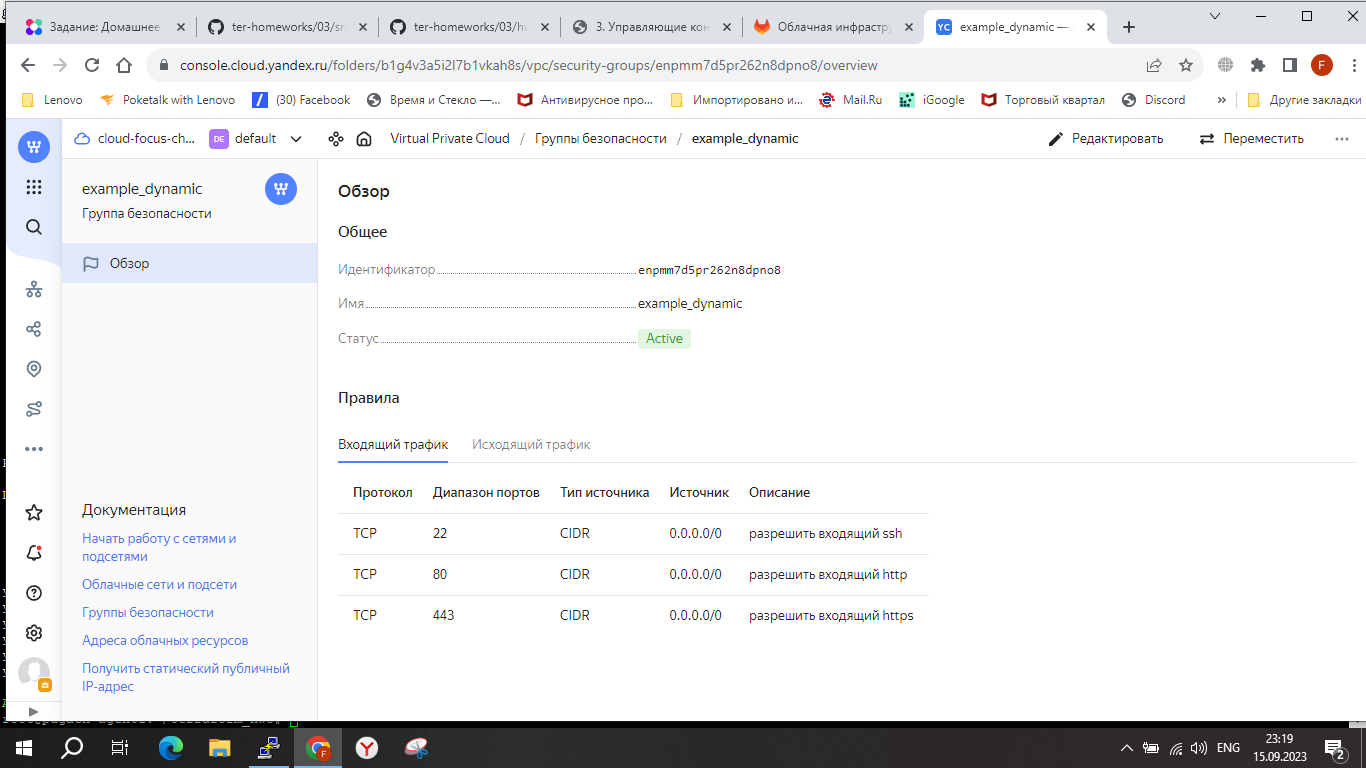 Задание: Домашнее
ter-homeworks/03/sr
ter-homeworks/03/hw
3. Управляющие кон
Облачная инфрастру
YC example_dynamic —
console.cloud.yandex.ru/folders/b1g4v3a5i2l7b1vkah8s/vpc/security-groups/enpmm7d5pr262n8dpno8/overview
F
Lenovo
Poketalk with Lenovo
(30) Facebook
Время и Стекло —...
Антивирусное про...
Импортировано и...
Mail.Ru
iGoogle
Торговый квартал
Discord
»
Другие закладки
cloud-focus-ch...
DE default
Virtual Private Cloud / Группы безопасности / example_dynamic
Редактировать
Переместить
example_dynamic
Группа безопасности
Обзор
Документация
Начать работу с сетями и
подсетями
Облачные сети и подсети
Группы безопасности
Адреса облачных ресурсов
Получить статический публичный
IP-адрес
Обзор
Общее
Идентификатор enpmm7d5pr262n8dpno8
Имя example_dynamic
Статус Active
Правила
Входящий трафик Исходящий трафик
Протокол Диапазон портов Тип источника Источник Описание
TCP 22 CIDR 0.0.0.0/0 разрешить входящий ssh
TCP 80 CIDR 0.0.0.0/0 разрешить входящий http
TCP 443 CIDR 0.0.0.0/0 разрешить входящий https
ENG
23:19
15.09.2023
2